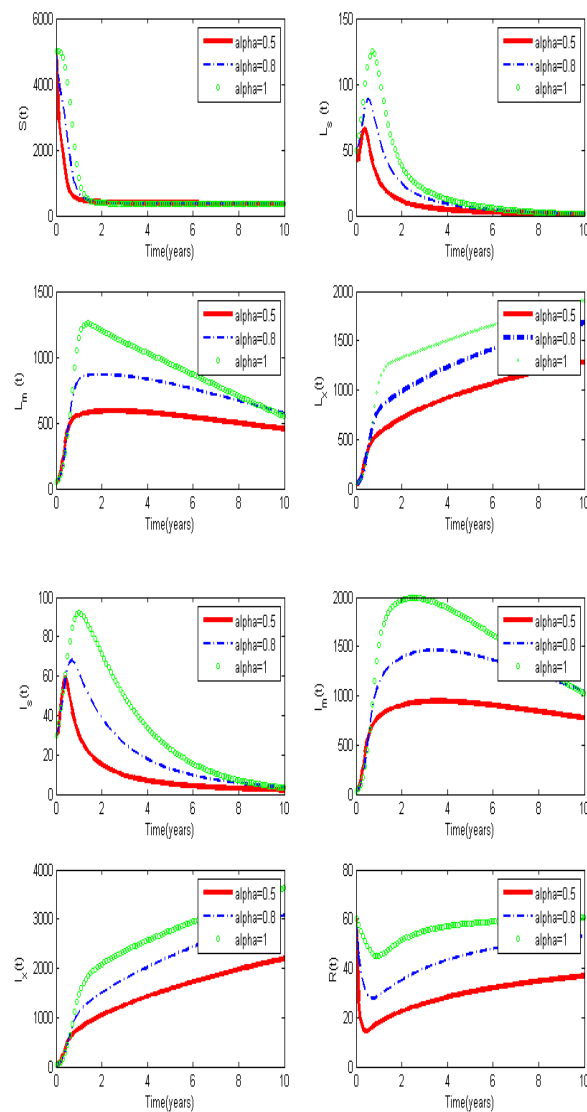 6000
4000
2000
0
S(t)
0 2 4 6 8 10
Time(years)
alpha=0.5
alpha=0.8
alpha=1
150
100
50
0
L_s (t)
0 2 4 6 8 10
Time(years)
alpha=0.5
alpha=0.8
alpha=1
1500
1000
500
0
L_m (t)
0 2 4 6 8 10
Time(years)
alpha=0.5
alpha=0.8
alpha=1
2000
1500
1000
500
0
L_x (t)
0 2 4 6 8 10
Time(years)
alpha=0.5
alpha=0.8
alpha=1
100
80
60
40
20
0
I_s(t)
0 2 4 6 8 10
Time(years)
alpha=0.5
alpha=0.8
alpha=1
2000
1500
1000
500
0
I_m(t)
0 2 4 6 8 10
Time(years)
alpha=0.5
alpha=0.8
alpha=1
4000
3000
2000
1000
0
I_x(t)
0 2 4 6 8 10
Time(years)
alpha=0.5
alpha=0.8
alpha=1
80
60
40
20
0
R(t)
0 2 4 6 8 10
Time(years)
alpha=0.5
alpha=0.8
alpha=1